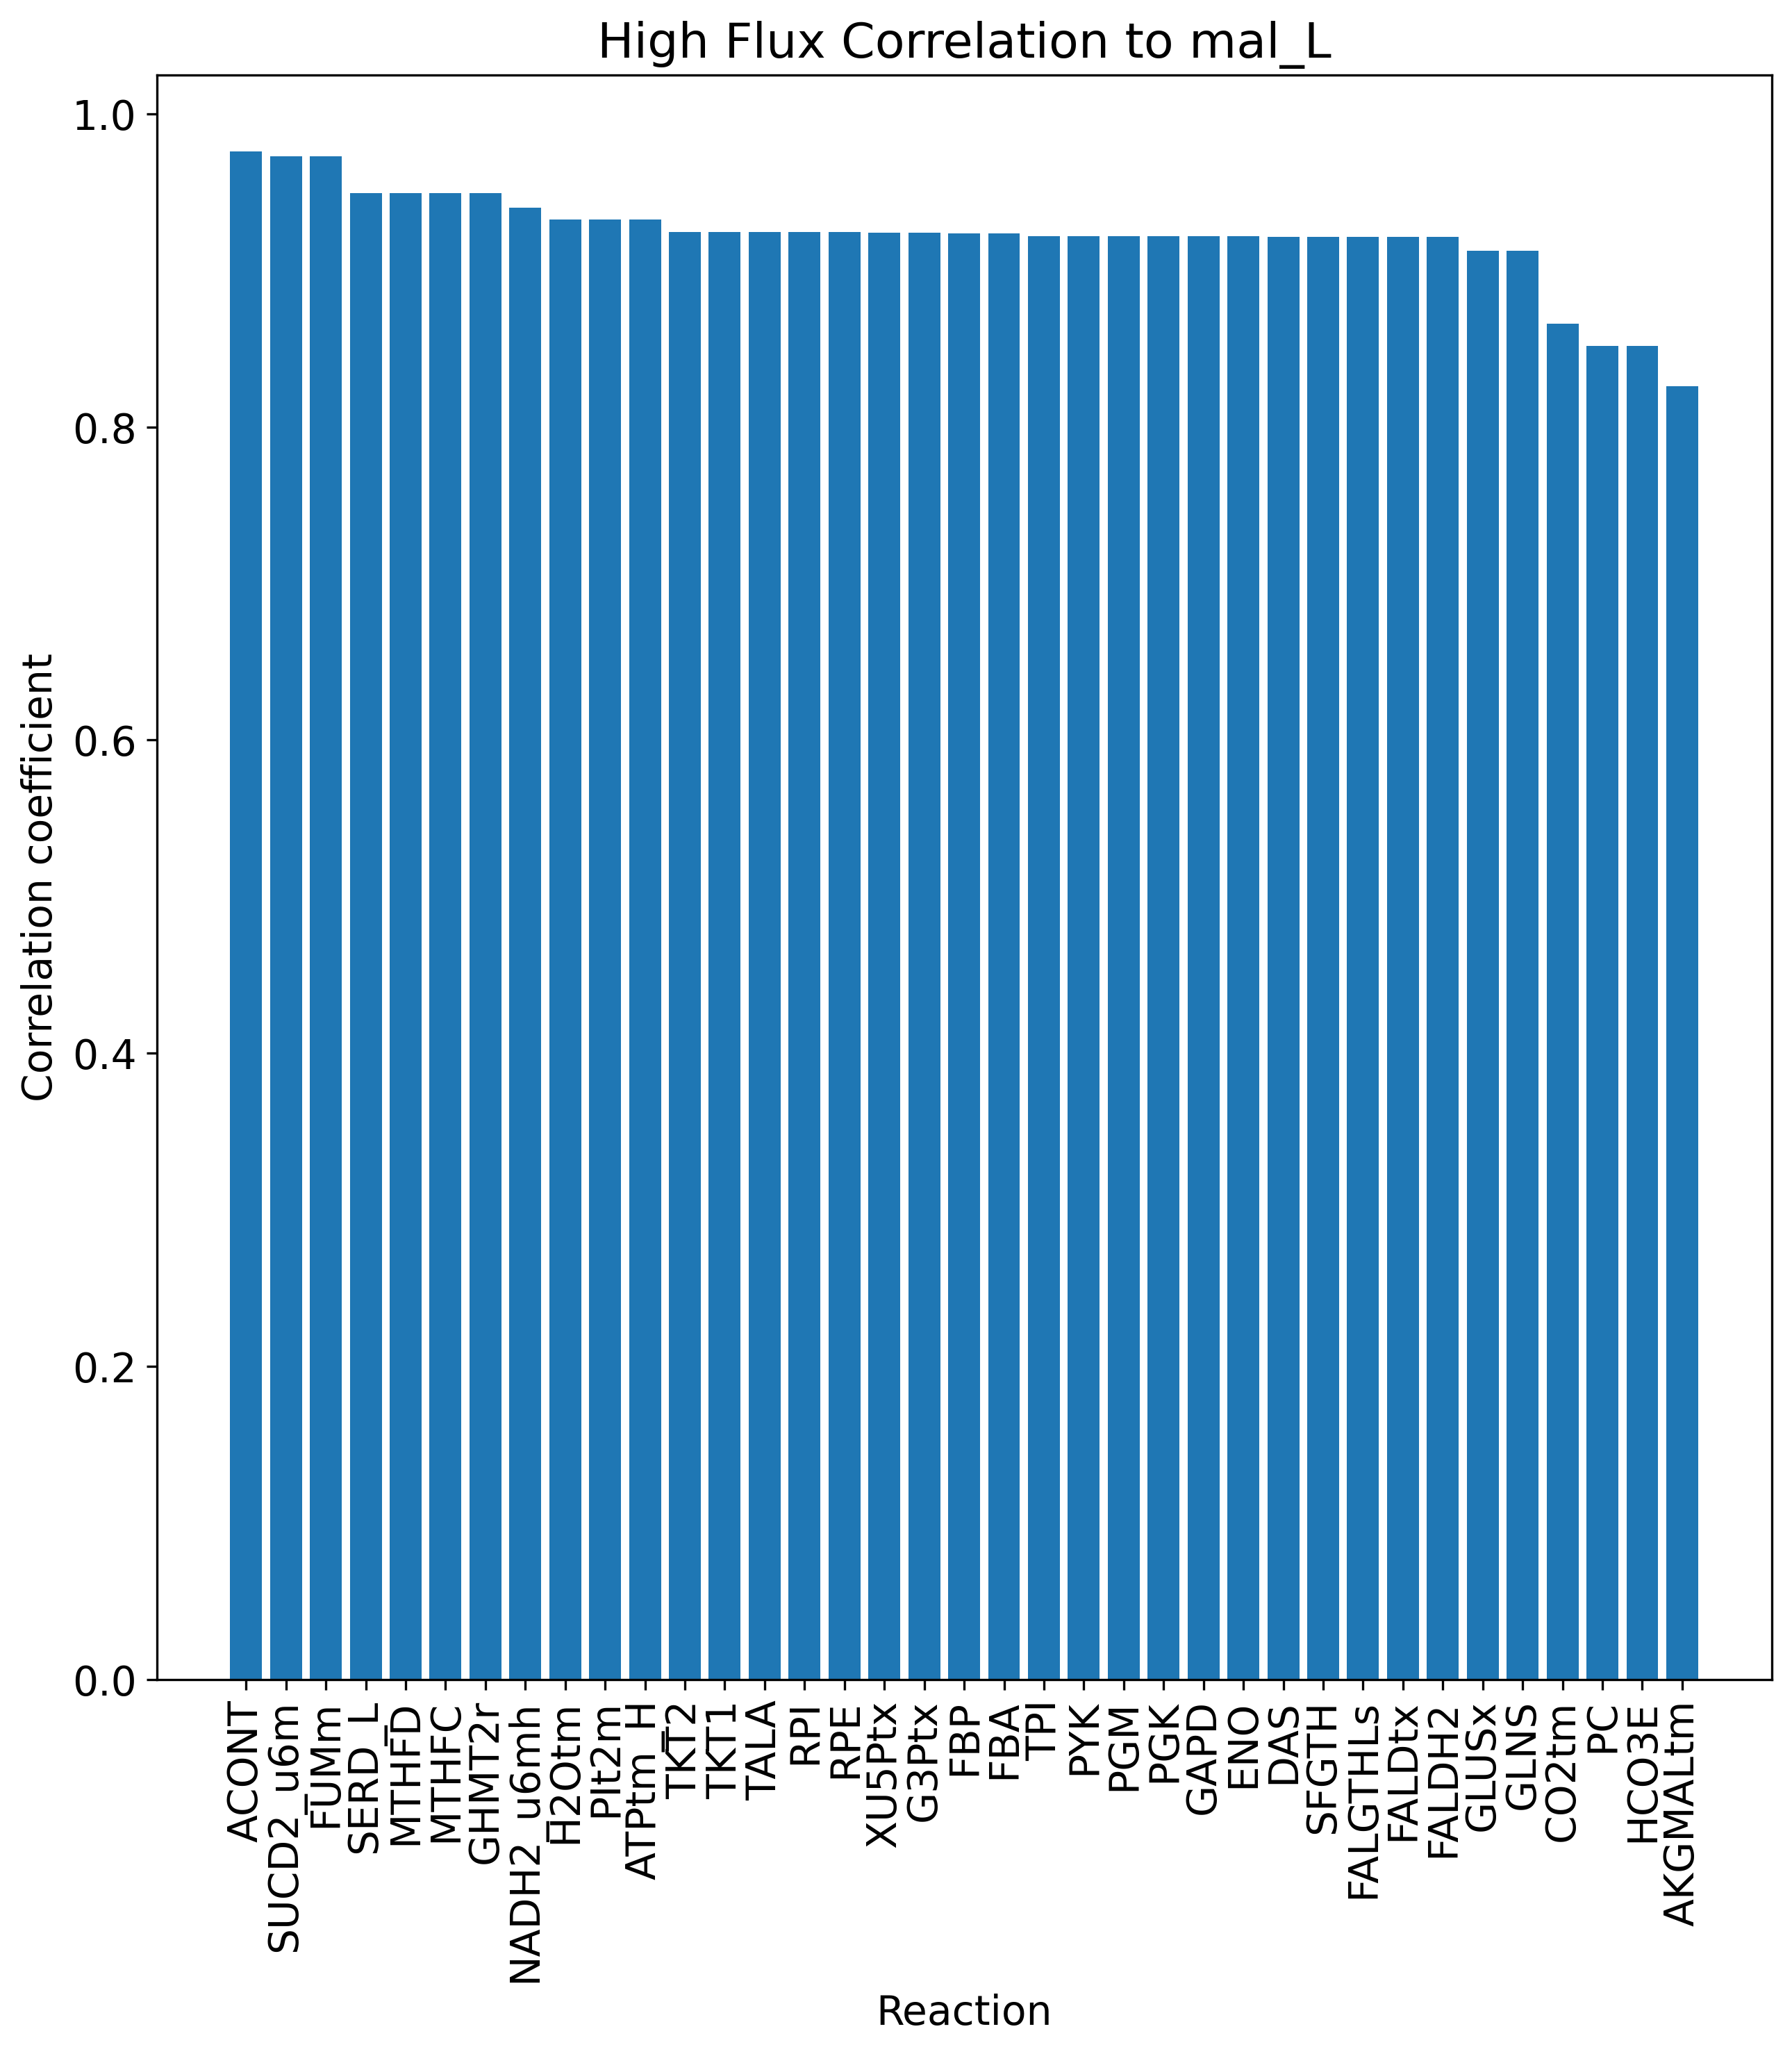 High Flux Correlation to mal_L
Correlation coefficient
1.0
0.8
0.6
0.4
0.2
0.0
ACONT
SUCD2_u6m
FUMm
SERD_L
MTHFD
MTHFC
GHMT2r
NADH2_u6mh
H2Otm
PIt2m
ATPtm_H
TKT2
TKT1
TALA
RPI
RPE
XU5Ptx
G3Ptx
FBP
FBA
TPI
PYK
PGM
PGK
GAPD
ENO
DAS
SFGTH
FALGTHLs
FALDtx
FALDH2
GLUSx
GLNS
CO2tm
PC
HCO3E
AKGMALtm
Reaction